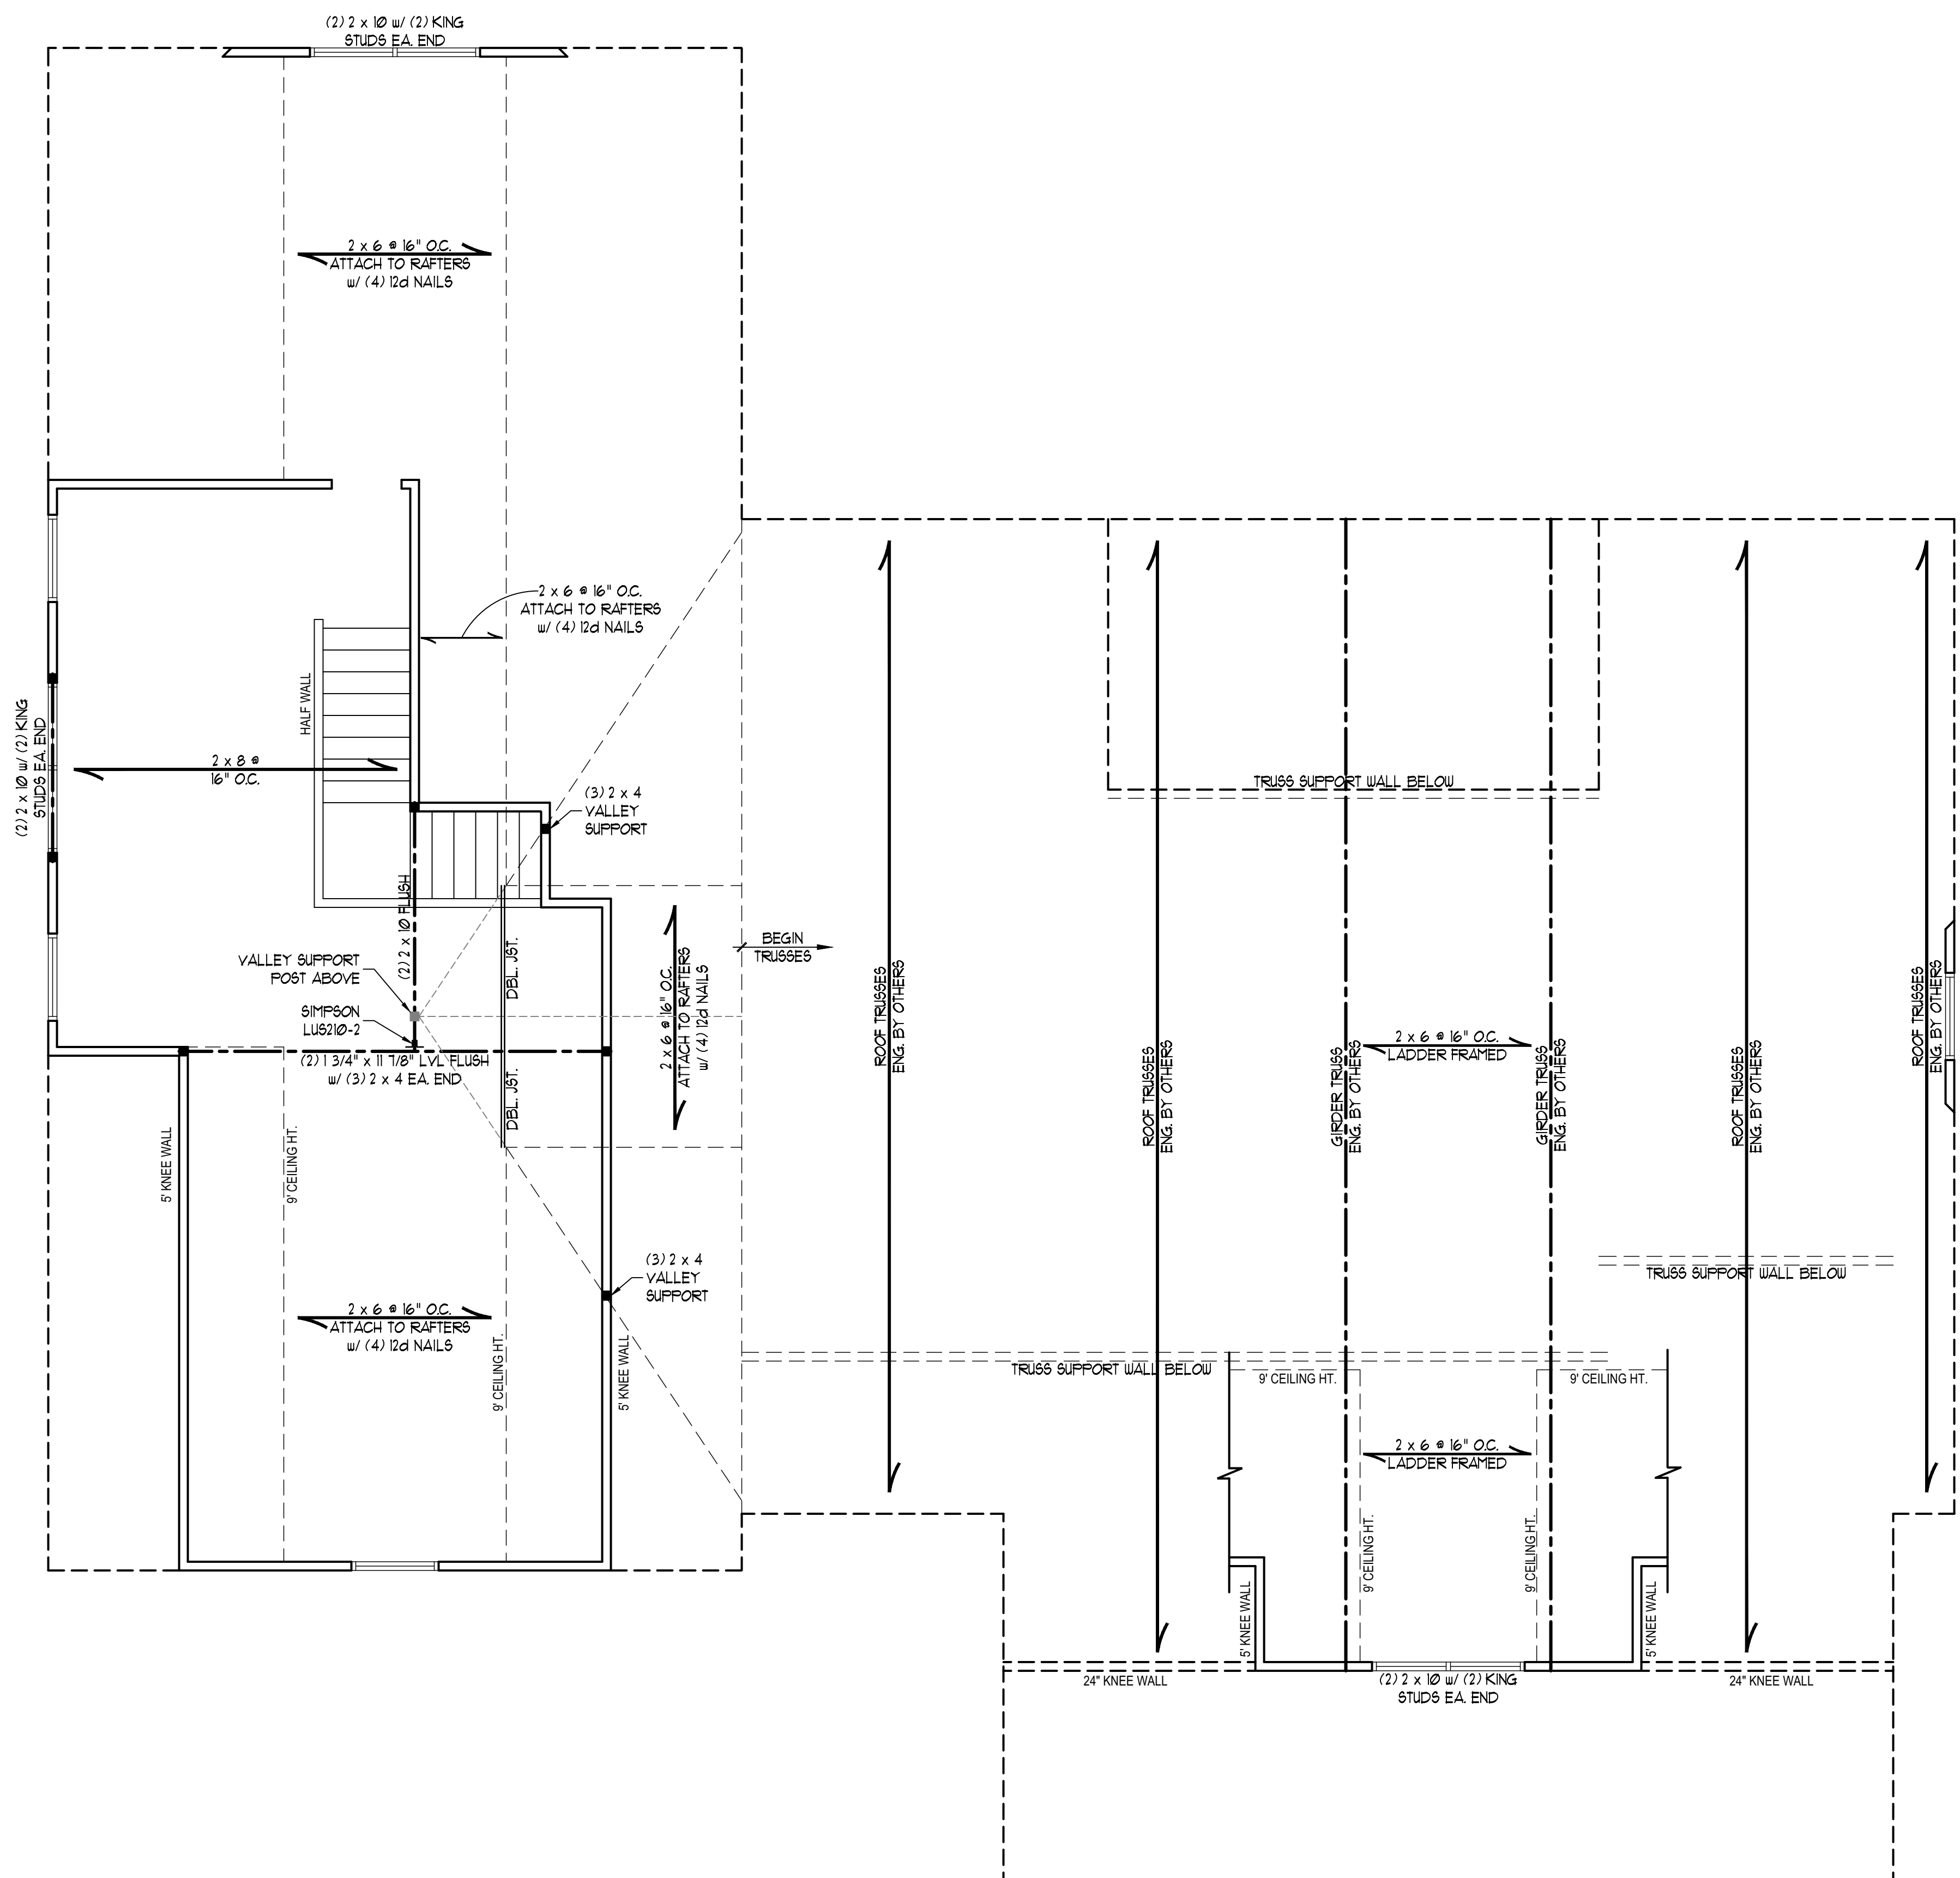 (2) 2 x 10 w/ (2) KING
STUDS EA. END
2 x 6 @ 16" O.C.
ATTACH TO RAFTERS
w/ (4) 12d NAILS
2 x 6 @ 16" O.C.
ATTACH TO RAFTERS
w/ (4) 12d NAILS
HALF WALL
(2) 2 x 10 w/ (2) KING
STUDS EA. END
2 x 8 @
16" O.C.
(3) 2 x 4
VALLEY
SUPPORT
(2) 2 x 10 FLUSH
VALLEY SUPPORT
POST ABOVE
SIMPSON
LUS210-2
DBL. JST.
DBL. JST.
(2) 1 3/4" x 11 7/8" LVL FLUSH
w/ (3) 2 x 4 EA. END
2 x 6 @ 16" O.C.
ATTACH TO RAFTERS
w/ (4) 12d NAILS
BEGIN
TRUSSES
5' KNEE WALL
9' CEILING HT.
2 x 6 @ 16" O.C.
ATTACH TO RAFTERS
w/ (4) 12d NAILS
9' CEILING HT.
5' KNEE WALL
(3) 2 x 4
VALLEY
SUPPORT
ROOF TRUSSES
ENG. BY OTHERS
ROOF TRUSSES
ENG. BY OTHERS
TRUSS SUPPORT WALL BELOW
GIRDER TRUSS
ENG. BY OTHERS
2 x 6 @ 16" O.C.
LADDER FRAMED
GIRDER TRUSS
ENG. BY OTHERS
ROOF TRUSSES
ENG. BY OTHERS
ROOF TRUSSES
ENG. BY OTHERS
TRUSS SUPPORT WALL BELOW
TRUSS SUPPORT WALL BELOW
9' CEILING HT.
9' CEILING HT.
2 x 6 @ 16" O.C.
LADDER FRAMED
9' CEILING HT.
9' CEILING HT.
5' KNEE WALL
5' KNEE WALL
24" KNEE WALL
(2) 2 x 10 w/ (2) KING
STUDS EA. END
24" KNEE WALL